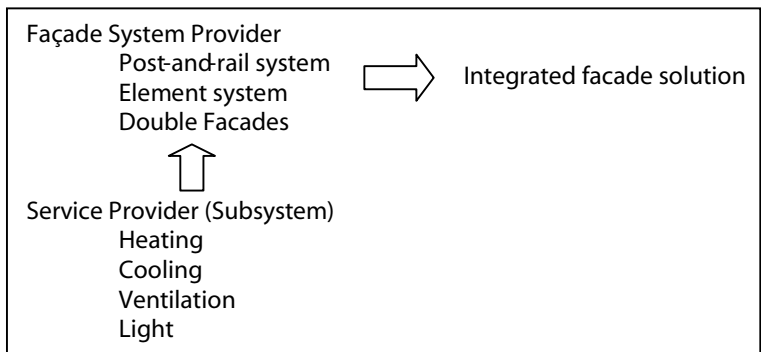 Façade System Provider
Post-and-rail system
Element system
Double Facades
Integrated facade solution
Service Provider (Subsystem)
Heating
Cooling
Ventilation
Light